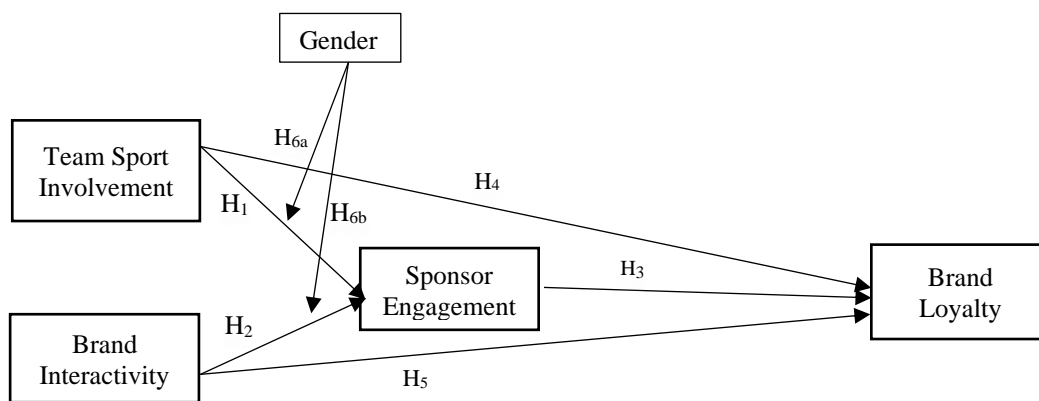 Gender
H6a
Team Sport
Involvement
H4
H1
H6b
Sponsor
Engagement
H3
Brand
Loyalty
H2
Brand
Interactivity
H5